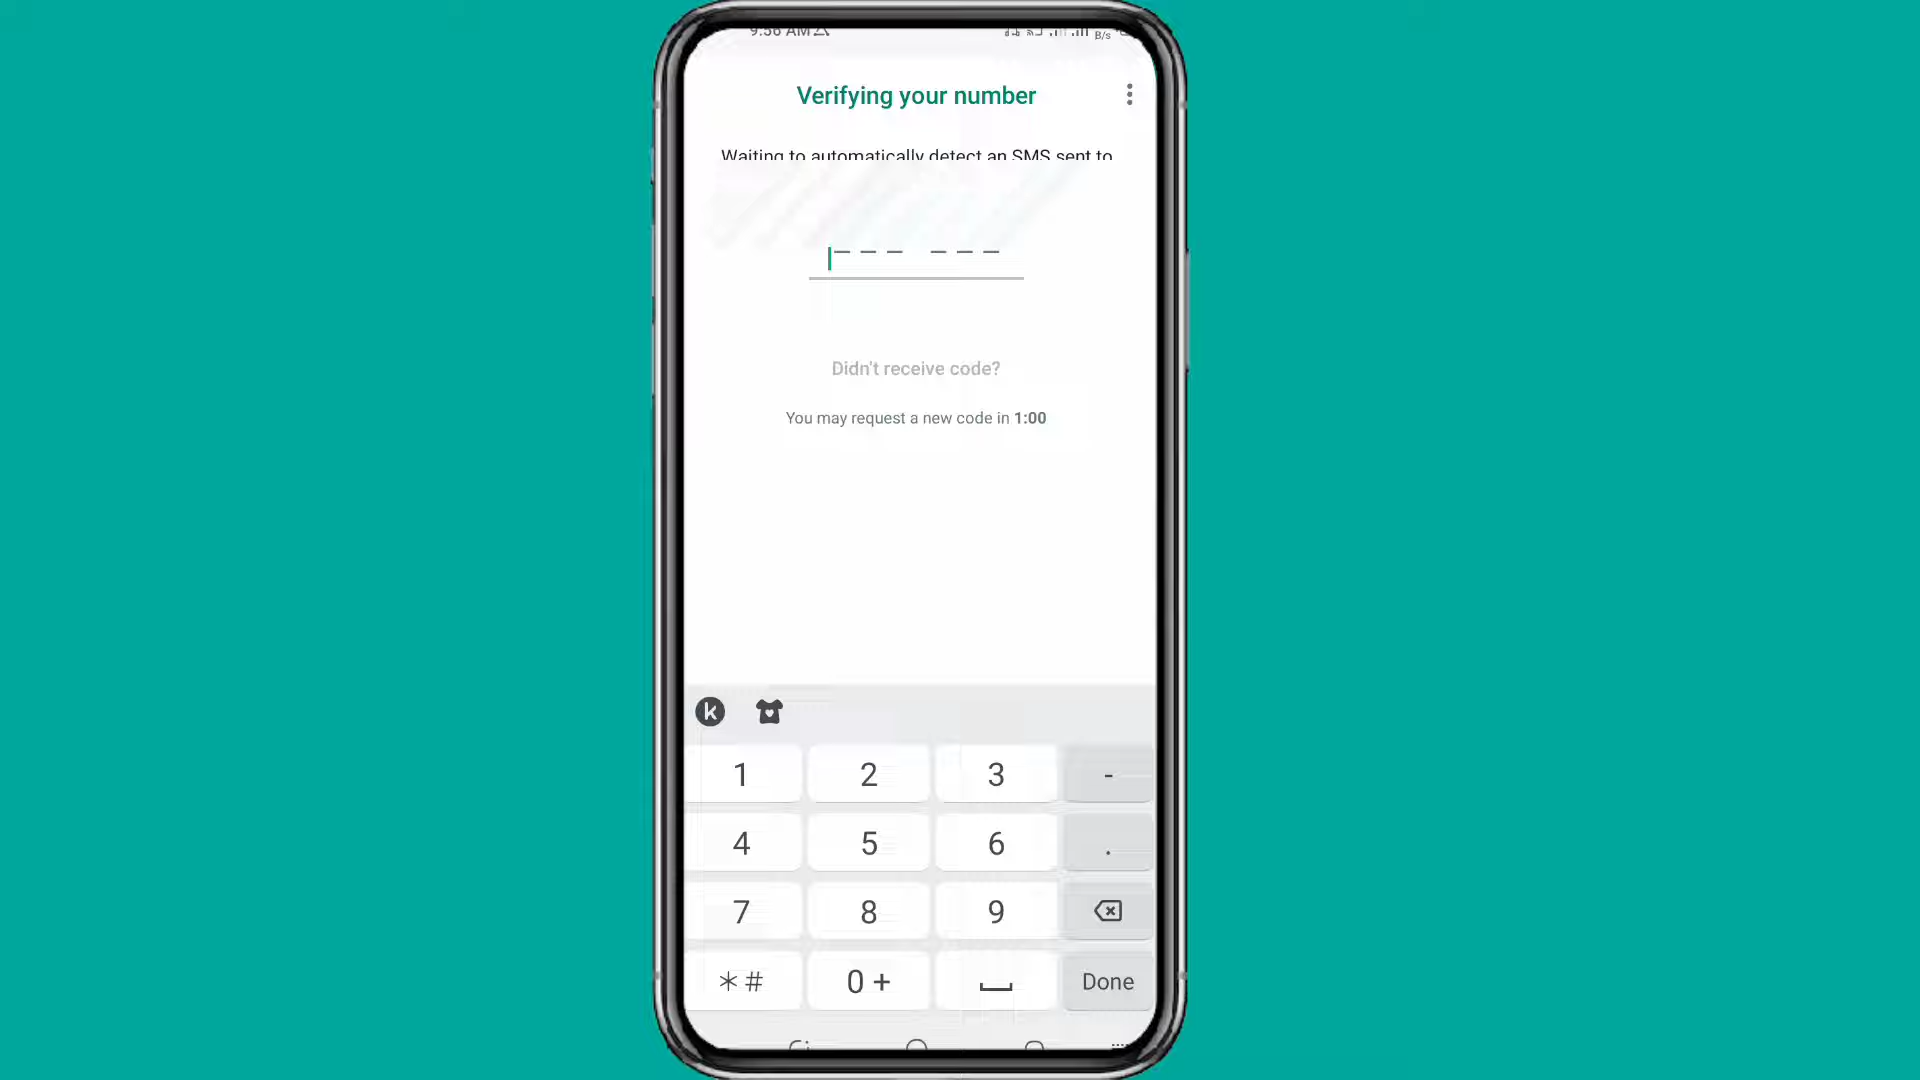 9:56 AM
B/s
Verifying your number
Waiting to automatically detect an SMS sent to
Didn't receive code?
You may request a new code in 1:00
k
1 2 3 -
4 5 6 .
7 8 9
*# 0+ Done